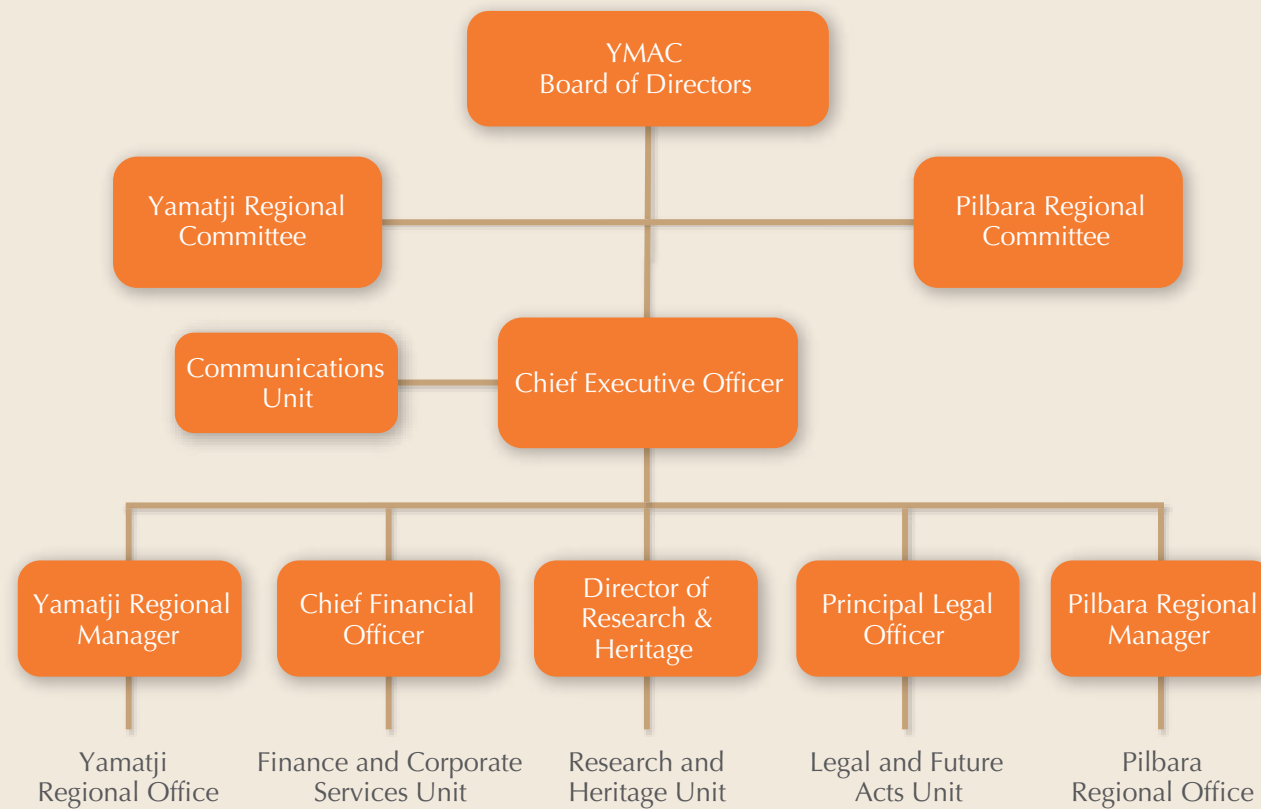 YMAC
Board of Directors
Yamatji Regional
Committee
Pilbara Regional
Committee
Communications
Unit
Chief Executive Officer
Yamatji Regional
Manager
Chief Financial
Officer
Director of
Research &
Heritage
Principal Legal
Officer
Pilbara Regional
Manager
Yamatji
Regional Office
Finance and Corporate
Services Unit
Research and
Heritage Unit
Legal and Future
Acts Unit
Pilbara
Regional Office